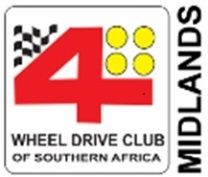 4
WHEEL DRIVE CLUB
OF SOUTHERN AFRICA
MIDLANDS